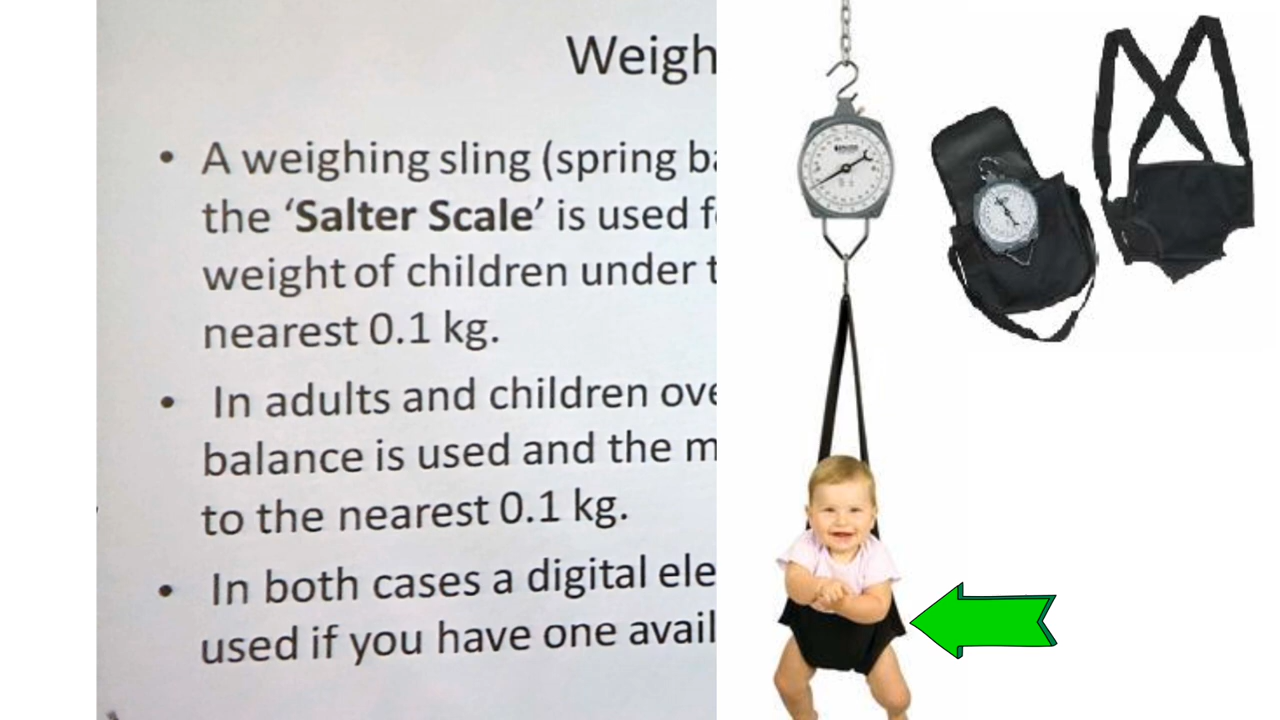 Weigh
• A weighing sling (spring ba
the ‘Salter Scale’ is used f
weight of children under t
nearest 0.1 kg.
• In adults and children ove
balance is used and the m
to the nearest 0.1 kg.
• In both cases a digital ele
used if you have one avail